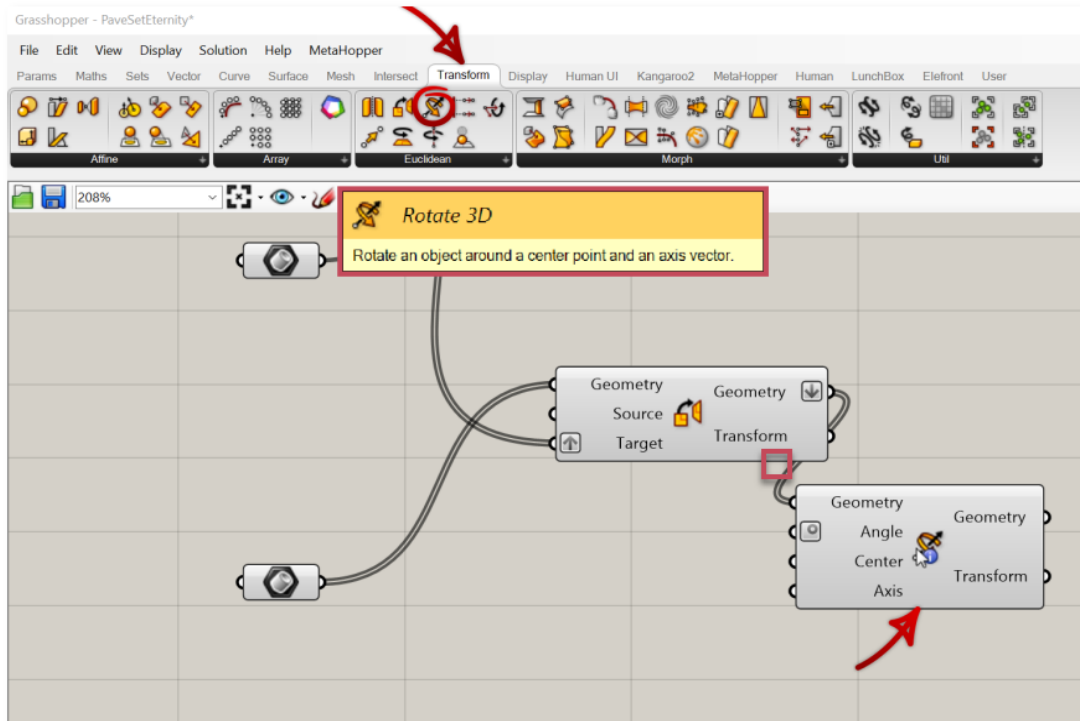 Grasshopper - PaveSetEternity*
File Edit View Display Solution Help MetaHopper
Params Maths Sets Vector Curve Surface Mesh Intersect Transform Display Human UI Kangaroo2 MetaHopper Human LunchBox Elefront User
Affine Array Euclidean Morph Util
208%
Rotate 3D
Rotate an object around a center point and an axis vector.
Geometry
Source
Target
Geometry
Transform
Geometry
Angle
Center
Axis
Geometry
Transform